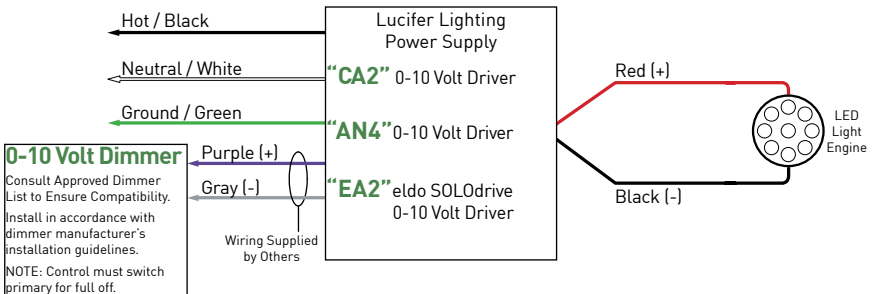 Hot / Black
Neutral / White
Ground / Green
Purple (+)
Gray (-)
0-10 Volt Dimmer
Consult Approved Dimmer
List to Ensure Compatibility.
Install in accordance with
dimmer manufacturer's
installation guidelines.
NOTE: Control must switch
primary for full off.
Wiring Supplied
by Others
Lucifer Lighting
Power Supply
“CA2” 0-10 Volt Driver
“AN4” 0-10 Volt Driver
“EA2” eldo SOLOdrive
0-10 Volt Driver
Red (+)
Black (-)
LED
Light
Engine